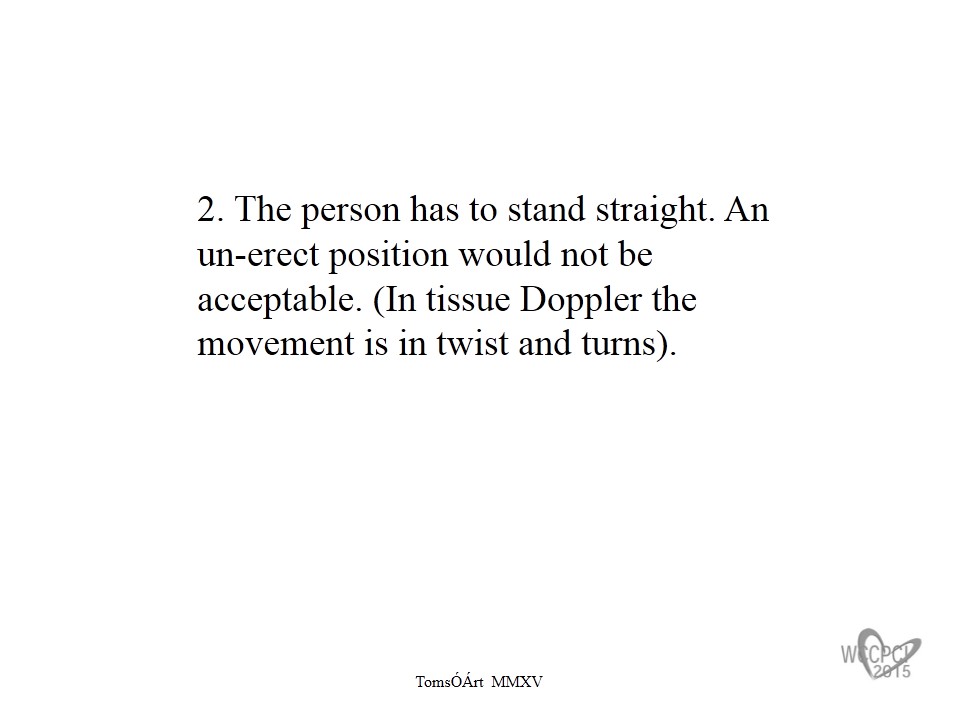 2. The person has to stand straight. An
un-erect position would not be
acceptable. (In tissue Doppler the
movement is in twist and turns).
WCCPCI
2015
TomsÓÁrt MMXV